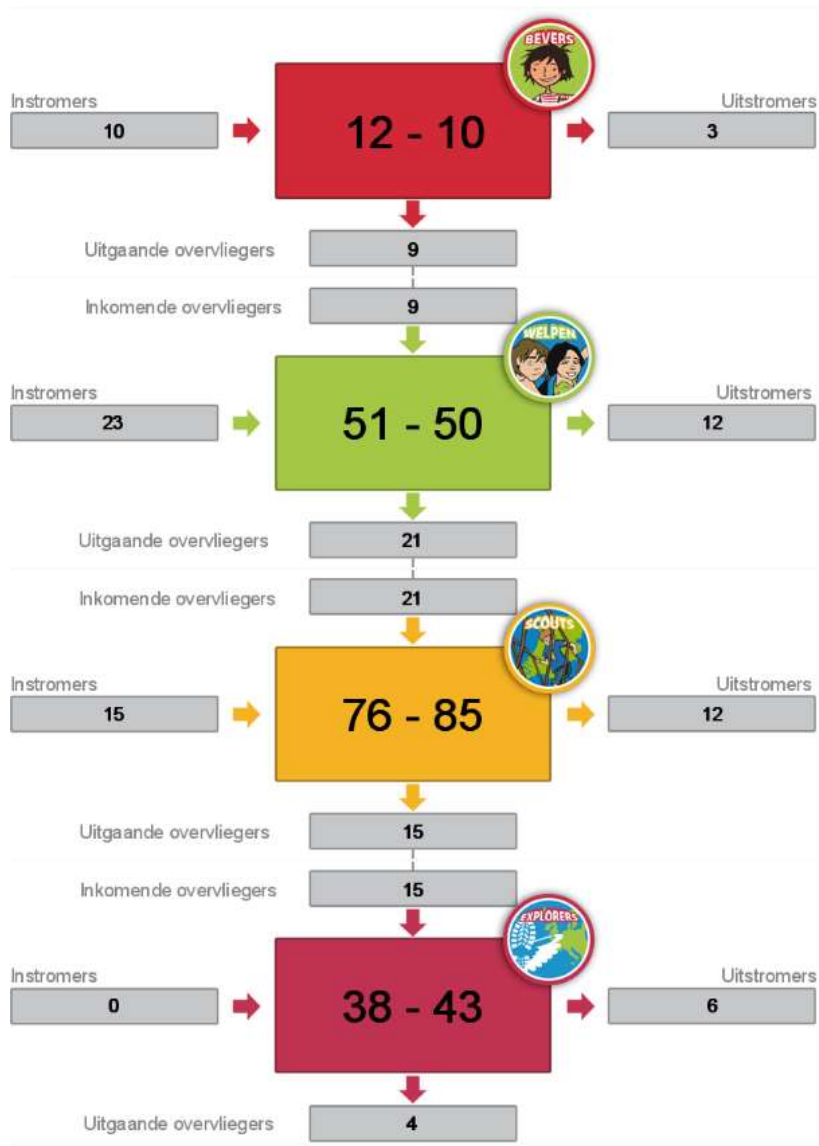 BEVERS
Instromers
10
12 - 10
Uitstromers
3
Uitgaande overvliegers
9
Inkomende overvliegers
9
WELPEN
Instromers
23
51 - 50
Uitstromers
12
Uitgaande overvliegers
21
Inkomende overvliegers
21
SCOUTS
Instromers
15
76 - 85
Uitstromers
12
Uitgaande overvliegers
15
Inkomende overvliegers
15
EXPLORERS
Instromers
0
38 - 43
Uitstromers
6
Uitgaande overvliegers
4